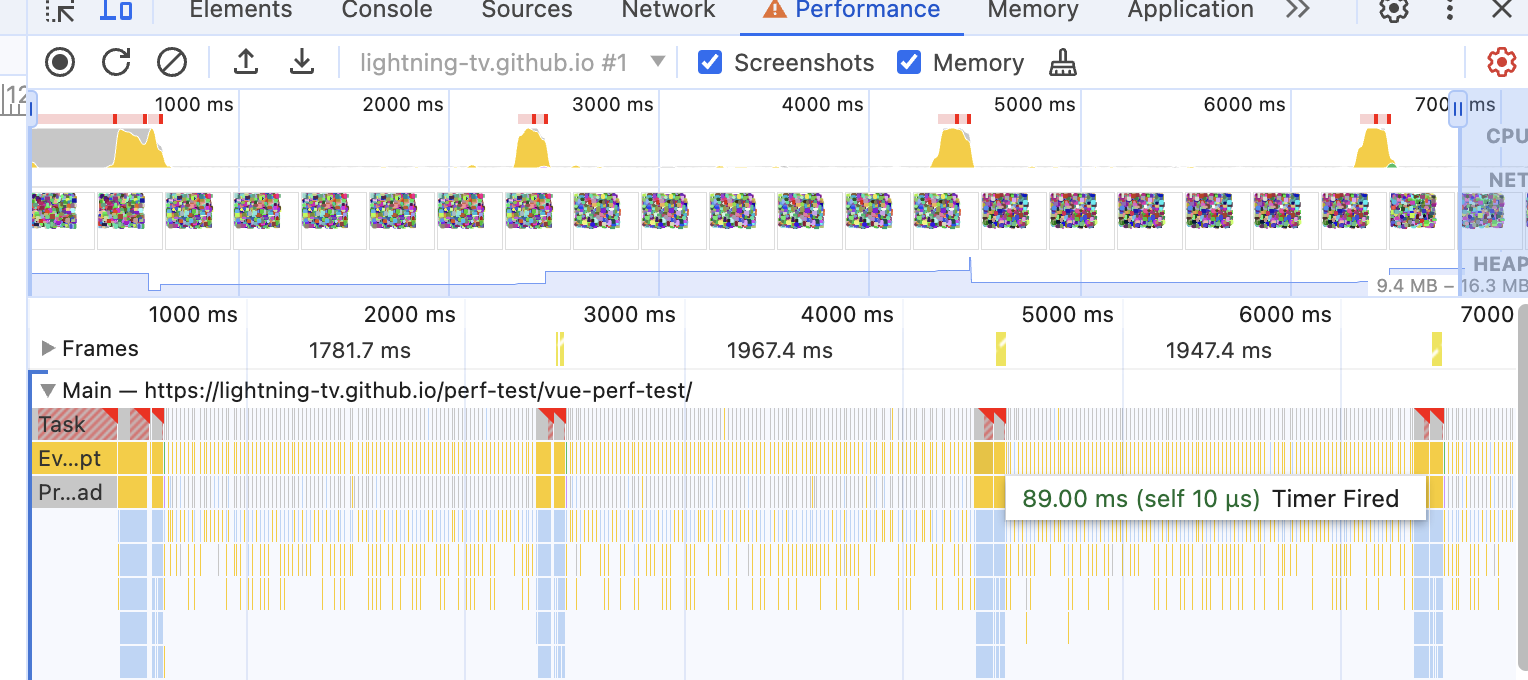 Elements Console Sources Network Performance Memory Application
lightning-tv.github.io #1 Screenshots Memory
12
1000 ms 2000 ms 3000 ms 4000 ms 5000 ms 6000 ms 700 ms
CPU
NET
HEAP
9.4 MB – 16.3 MB
1000 ms 2000 ms 3000 ms 4000 ms 5000 ms 6000 ms 7000
Frames 1781.7 ms 1967.4 ms 1947.4 ms
Main — https://lightning-tv.github.io/perf-test/vue-perf-test/
Task
Ev...pt
Pr...ad
89.00 ms (self 10 μs) Timer Fired